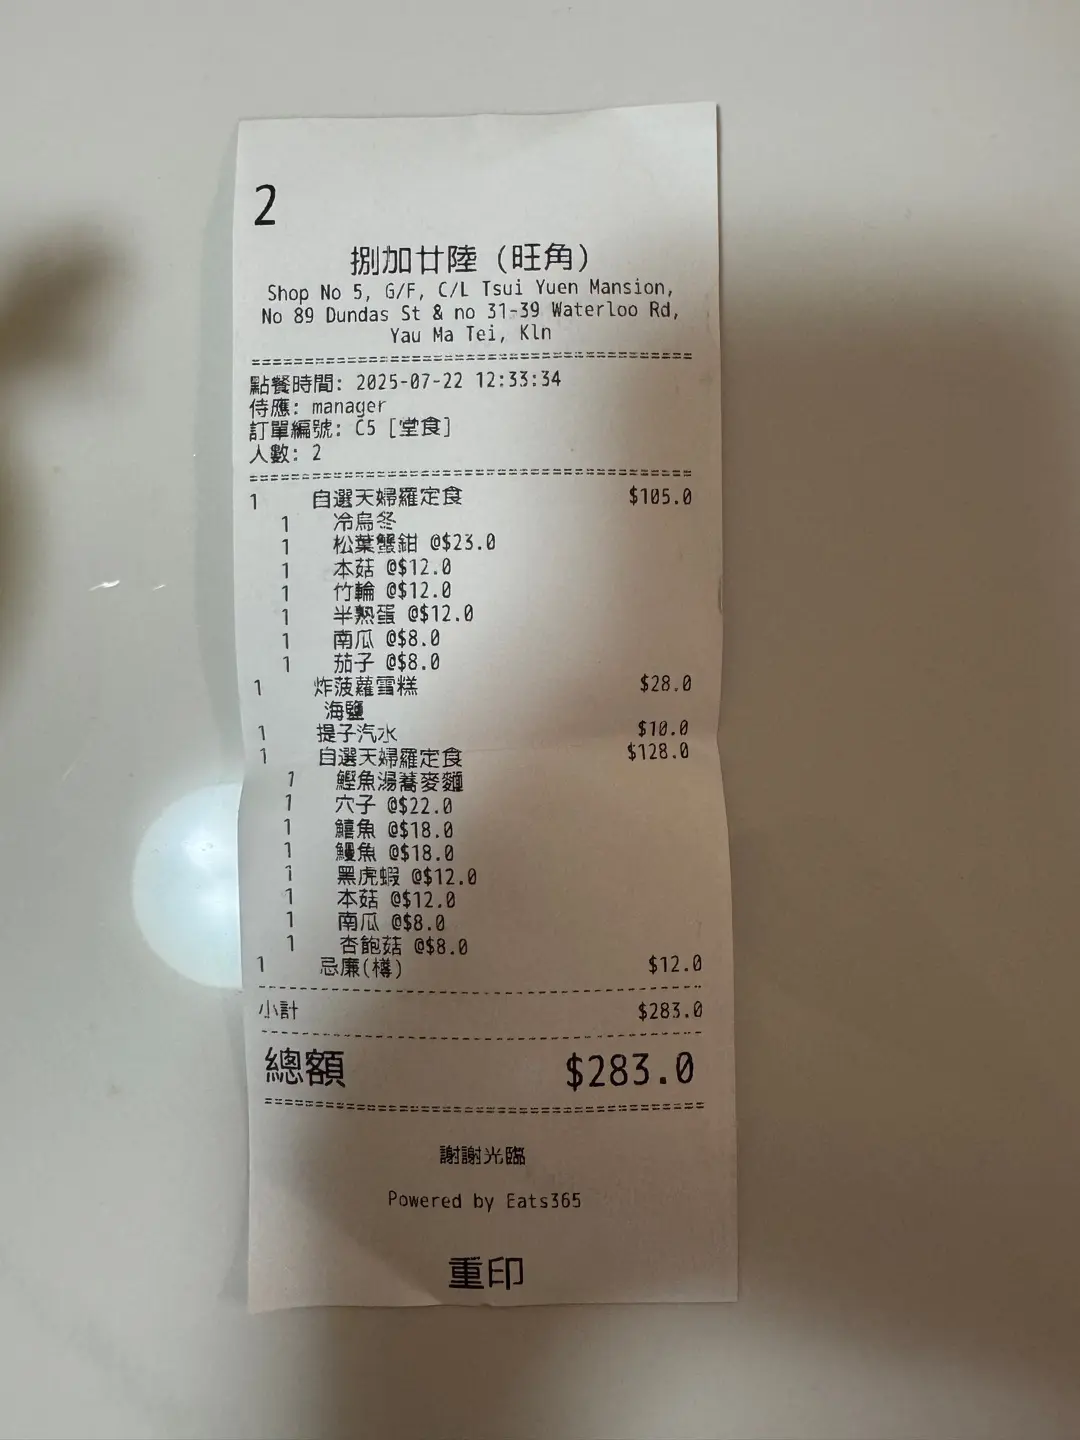 2
捌加廿陸 (旺角)
Shop No 5, G/F, C/L Tsui Yuen Mansion,
No 89 Dundas St & no 31-39 Waterloo Rd,
Yau Ma Tei, Kln
點餐時間: 2025-07-22 12:33:34
侍應: manager
訂單編號: C5 [堂食]
人數: 2
1 自選天婦羅定食 $105.0
1 冷烏冬
1 松葉蟹鉗 @$23.0
1 本菇 @$12.0
1 竹輪 @$12.0
1 半熟蛋 @$12.0
1 南瓜 @$8.0
1 茄子 @$8.0
1 炸菠蘿雪糕 $28.0
海鹽
1 提子汽水 $10.0
1 自選天婦羅定食 $128.0
1 鰹魚湯蕎麥麵
1 穴子 @$22.0
1 鱚魚 @$18.0
1 鰻魚 @$18.0
1 黑虎蝦 @$12.0
1 本菇 @$12.0
1 南瓜 @$8.0
1 杏鮑菇 @$8.0
1 忌廉(樽) $12.0
小計 $283.0
總額 $283.0
謝謝光臨
Powered by Eats365
重印